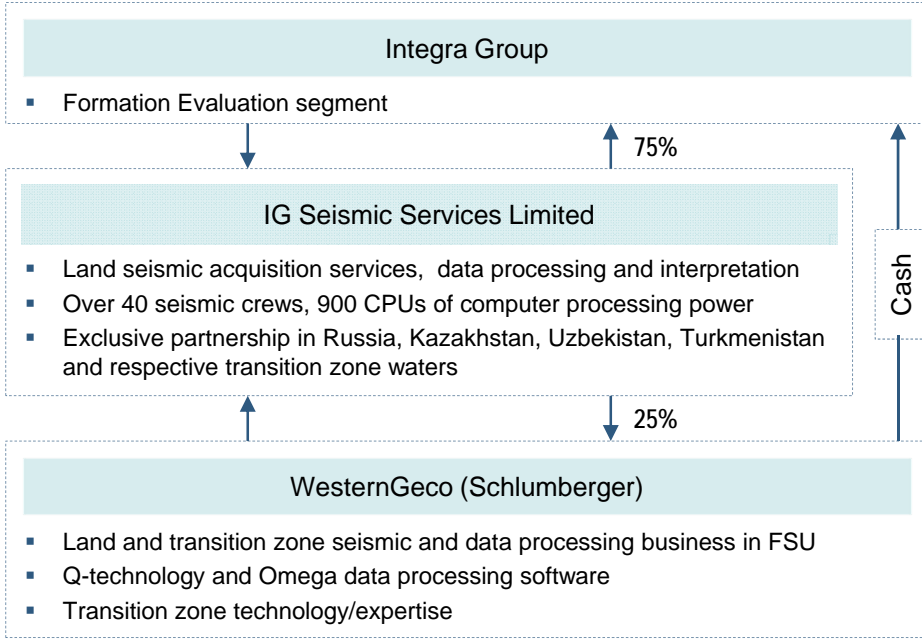 Integra Group
▪ Formation Evaluation segment
75%
IG Seismic Services Limited
▪ Land seismic acquisition services, data processing and interpretation
▪ Over 40 seismic crews, 900 CPUs of computer processing power
▪ Exclusive partnership in Russia, Kazakhstan, Uzbekistan, Turkmenistan
and respective transition zone waters
Cash
25%
WesternGeco (Schlumberger)
▪ Land and transition zone seismic and data processing business in FSU
▪ Q-technology and Omega data processing software
▪ Transition zone technology/expertise